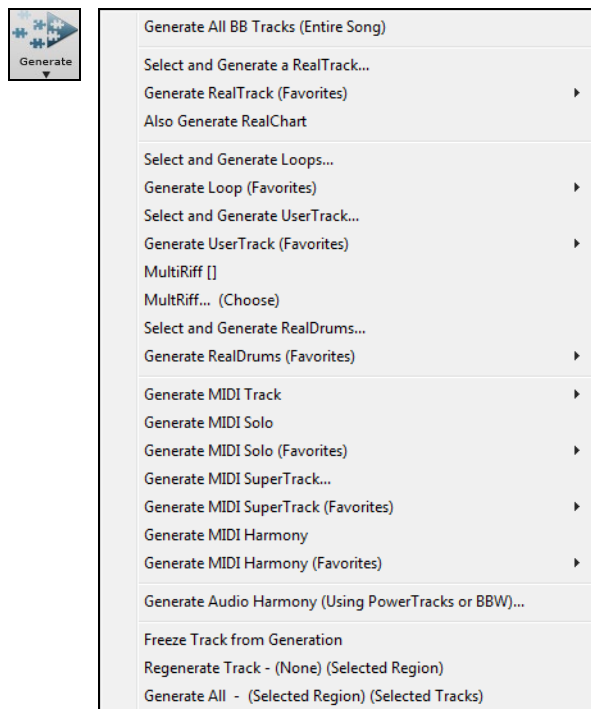 Generate
Generate All BB Tracks (Entire Song)
Select and Generate a RealTrack...
Generate RealTrack (Favorites)
Also Generate RealChart
Select and Generate Loops...
Generate Loop (Favorites)
Select and Generate UserTrack...
Generate UserTrack (Favorites)
MultiRiff []
MultRiff... (Choose)
Select and Generate RealDrums...
Generate RealDrums (Favorites)
Generate MIDI Track
Generate MIDI Solo
Generate MIDI Solo (Favorites)
Generate MIDI SuperTrack...
Generate MIDI SuperTrack (Favorites)
Generate MIDI Harmony
Generate MIDI Harmony (Favorites)
Generate Audio Harmony (Using PowerTracks or BBW)...
Freeze Track from Generation
Regenerate Track - (None) (Selected Region)
Generate All - (Selected Region) (Selected Tracks)